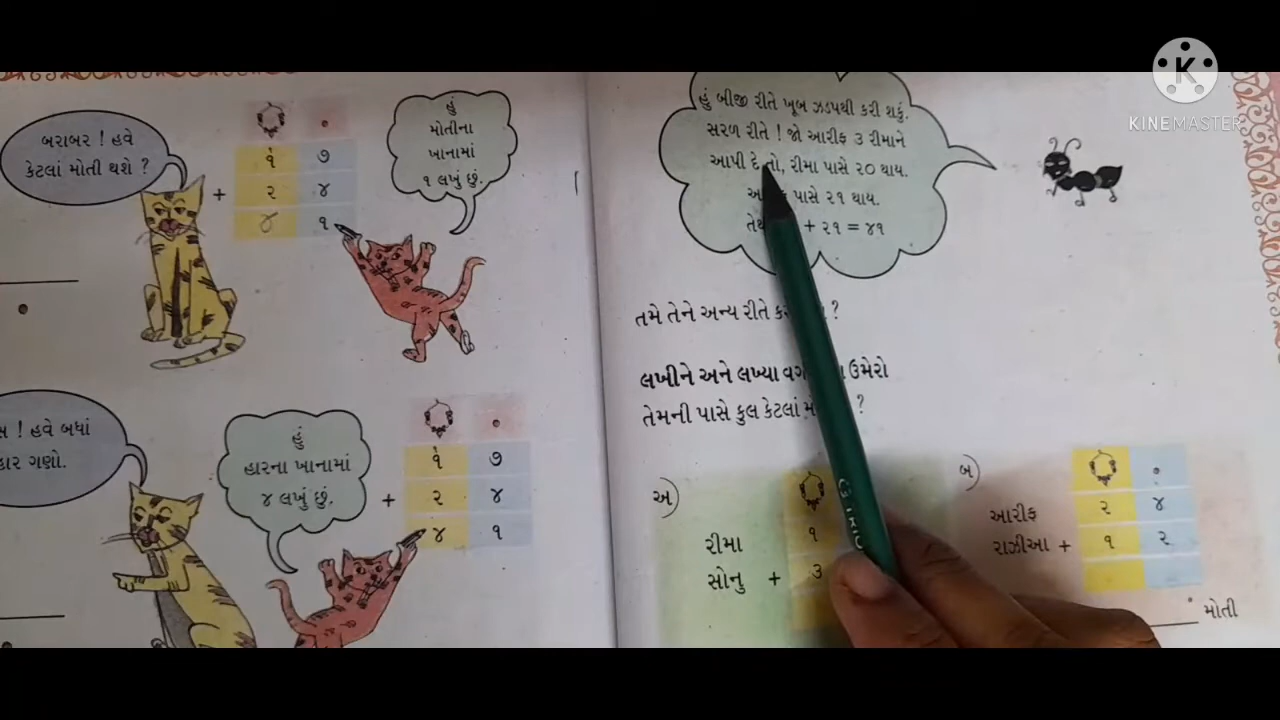 બરાબર ! હવે
કેટલાં મોતી થશે ?
૧ ૭
+ ૨ ૪
૪ ૧
હું
મોતીના
ખાનામાં
૧ લખું છું.
! હવે બધાં
ગણો.
હું
હારના ખાનામાં
૪ લખું છું.
૧ ૭
+ ૨ ૪
૪ ૧
હું બીજી રીતે ખૂબ ઝડપથી કરી શકું.
સરળ રીતે ! જો આરીફ ૩ રીમાને
આપી દે તો, રીમા પાસે ૨૦ થાય.
પાસે ૨૧ થાય.
+ ૨૧ = ૪૧
તમે તેને અન્ય રીતે ?
લખીને અને લખ્યા ઉમેરો
તેમની પાસે કુલ કેટલાં ?
અ)
રીમા ૧
સોનુ + ૩
બ)
આરીફ ૨ ૪
રાઝીઆ + ૧ ૨
મોતી
KINEMASTER